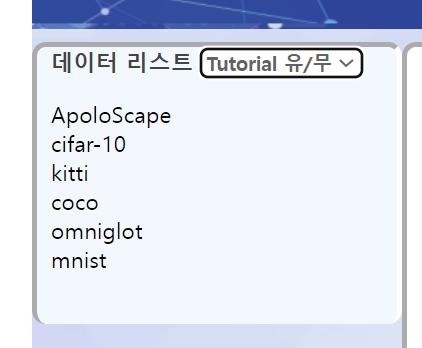 데이터 리스트 Tutorial 유/무
ApoloScape
cifar-10
kitti
coco
omniglot
mnist